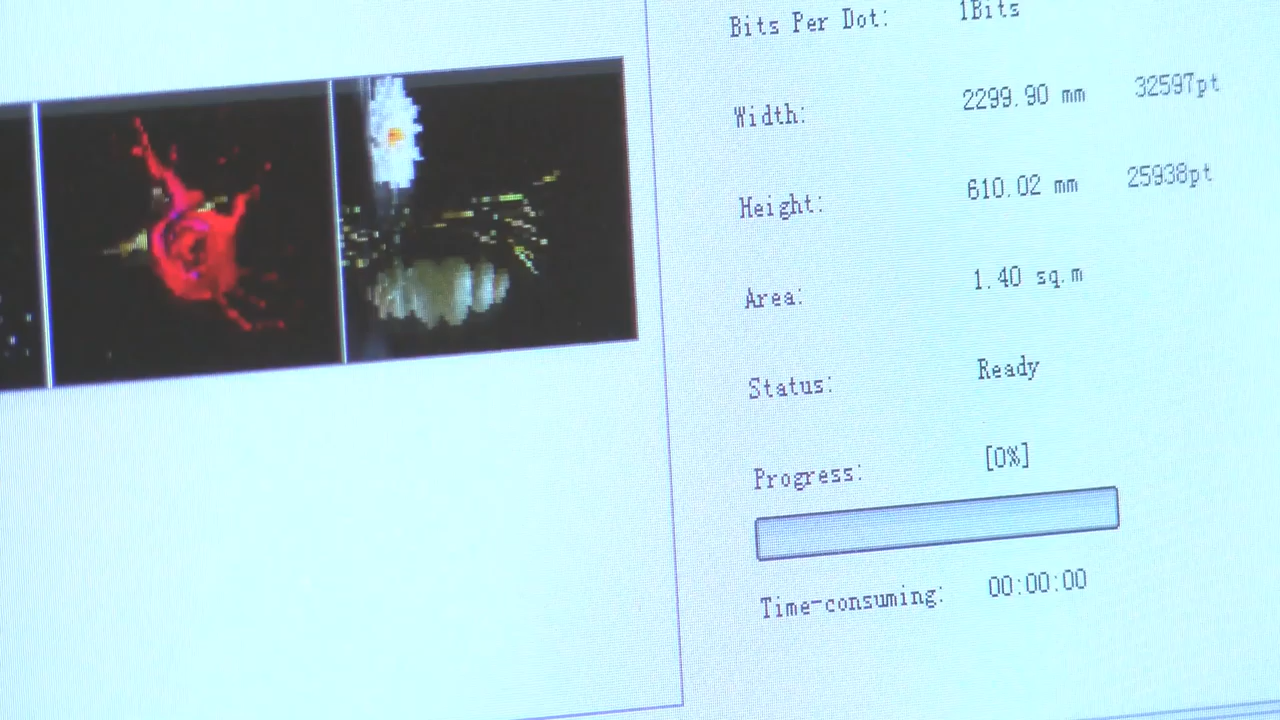 Bits Per Dot: 1Bits
Width: 2299.90 mm 32597pt
Height: 610.02 mm 25938pt
Area: 1.40 sq.m
Status: Ready
Progress: [0%]
Time-consuming: 00:00:00